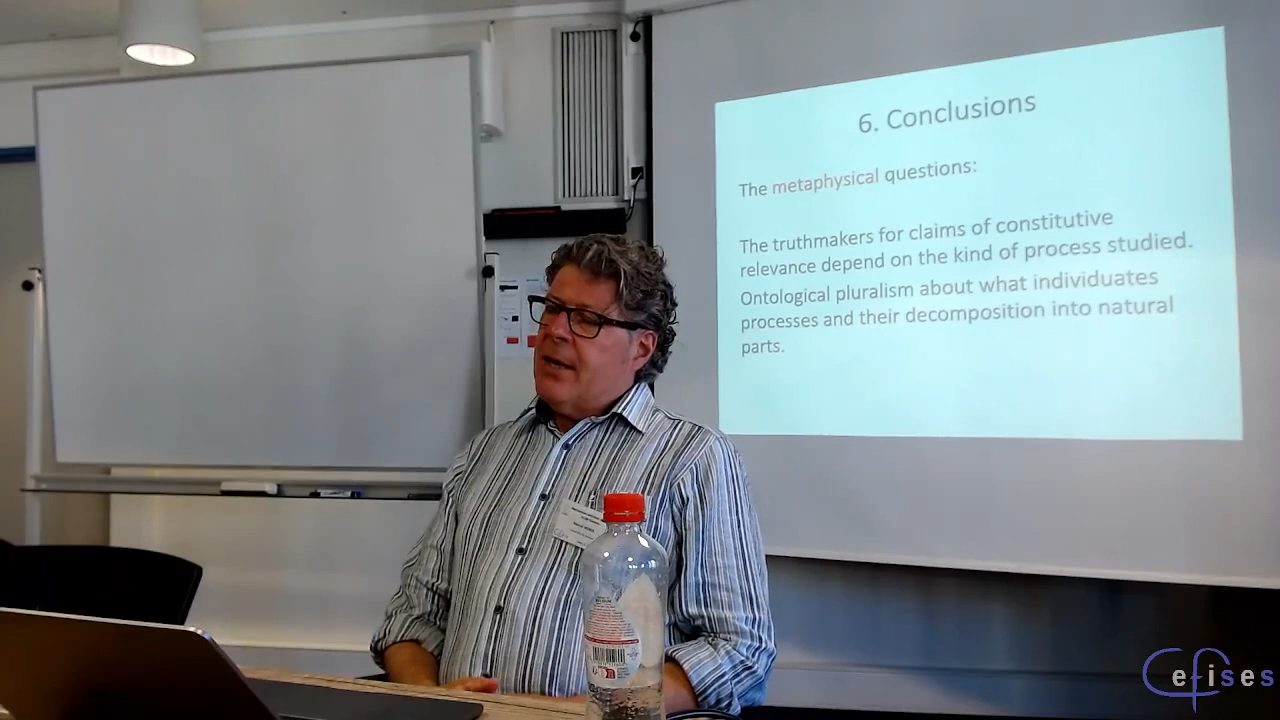 6. Conclusions
The metaphysical questions:
The truthmakers for claims of constitutive
relevance depend on the kind of process studied.
Ontological pluralism about what individuates
processes and their decomposition into natural
parts.
efises